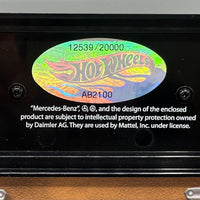 12539/20000
Hot Wheels
AB2100
"Mercedes-Benz", and the design of the enclosed
product are subject to intellectual property protection owned
by Daimler AG. They are used by Mattel, Inc. under license.